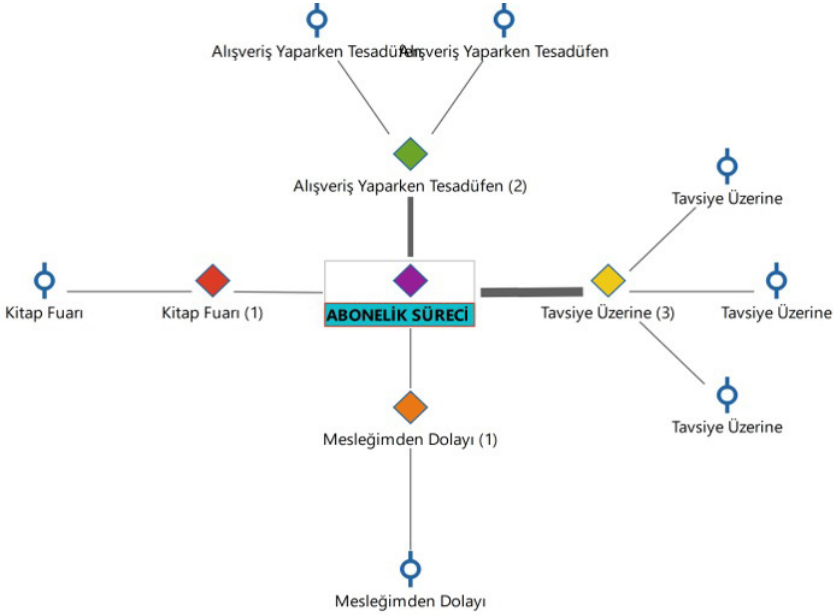 Alışveriş Yaparken Tesadüfen
Alışveriş Yaparken Tesadüfen
Alışveriş Yaparken Tesadüfen (2)
Tavsiye Üzerine
Kitap Fuarı
Kitap Fuarı (1)
ABONELİK SÜRECİ
Tavsiye Üzerine (3)
Tavsiye Üzerine
Tavsiye Üzerine
Mesleğimden Dolayı (1)
Mesleğimden Dolayı